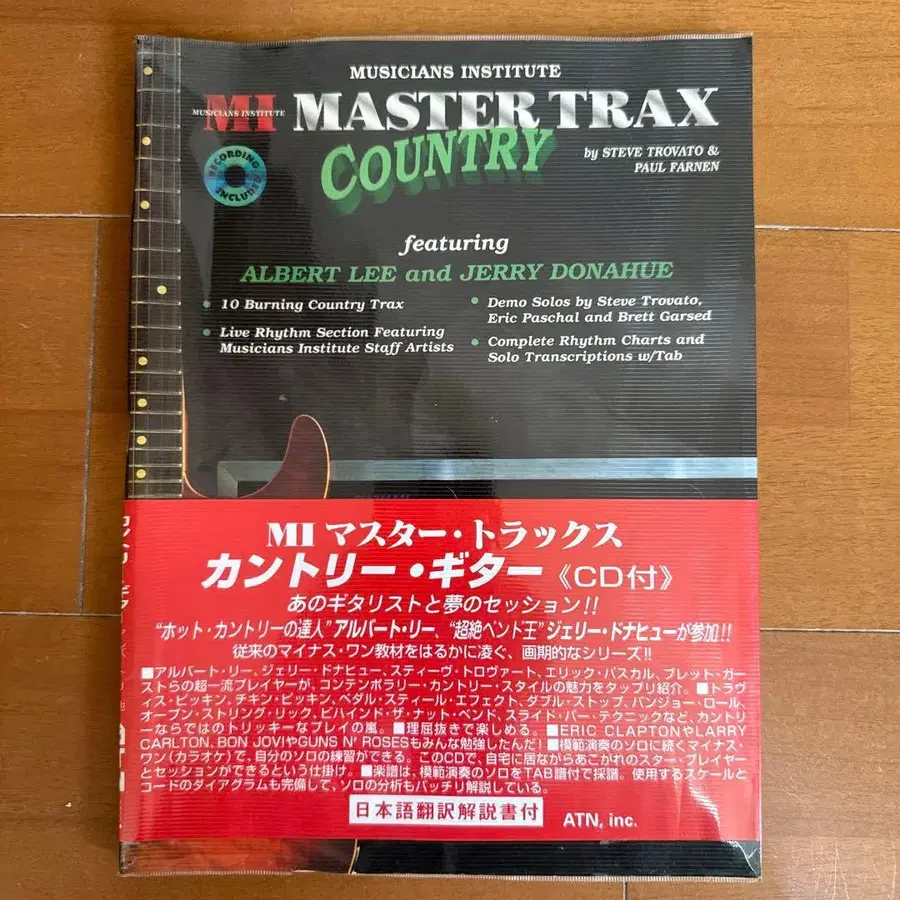 MUSICIANS INSTITUTE
MI MASTER TRAX
MUSICIANS INSTITUTE
COUNTRY
by STEVE TROVATO &
PAUL FARNEN
RECORDING INCLUDED
featuring
ALBERT LEE and JERRY DONAHUE
• 10 Burning Country Trax
• Live Rhythm Section Featuring
Musicians Institute Staff Artists
• Demo Solos by Steve Trovato,
Eric Paschal and Brett Garsed
• Complete Rhythm Charts and
Solo Transcriptions w/Tab
MI マスター・トラックス
カントリー・ギター《CD付》
あのギタリストと夢のセッション!!
“ホット・カントリーの達人”アルバート・リー、“超絶ベンド王”ジェリー・ドナヒューが参加!!
従来のマイナス・ワン教材をはるかに凌ぐ、画期的なシリーズ!!
■アルバート・リー、ジェリー・ドナヒュー、スティーヴ・トロヴァート、エリック・パスカル、ブレット・ガー
ストらの超一流プレイヤーが、コンテンポラリー・カントリー・スタイルの魅力をタップリ紹介。■トラ
ヴィス・ピッキン、チキン・ピッキン、ペダル・スティール・エフェクト、ダブル・ストップ、バンジョー・ロール、
オープン・ストリング・リック、ビハインド・ザ・ナット・ベンド、スライド・バー・テクニックなど、カントリ
ーならではのトリッキーなプレイの嵐。■理屈抜きで楽しめる。■ERIC CLAPTONやLARRY
CARLTON、BON JOVIやGUNS N' ROSESもみんな勉強したんだ!■模範演奏のソロに続くマイナス・
ワン(カラオケ)で、自分のソロの練習ができる。このCDで、自宅に居ながらあこがれのスター・プレイヤー
とセッションができるという仕掛け。■楽譜は、模範演奏のソロをTAB譜付で採譜。使用するスケールと
コードのダイアグラムも完備して、ソロの分析もバッチリ解説している。
日本語翻訳解説書付
ATN, inc.